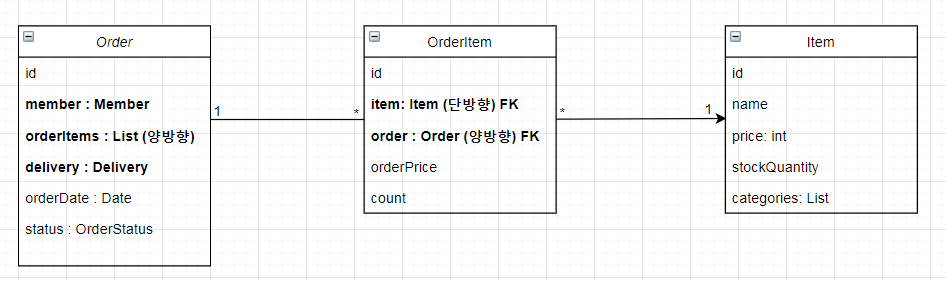 Order
id
member : Member
orderItems : List (양방향)
delivery : Delivery
orderDate : Date
status : OrderStatus
1
*
OrderItem
id
item: Item (단방향) FK
order : Order (양방향) FK
orderPrice
count
*
1
Item
id
name
price: int
stockQuantity
categories: List